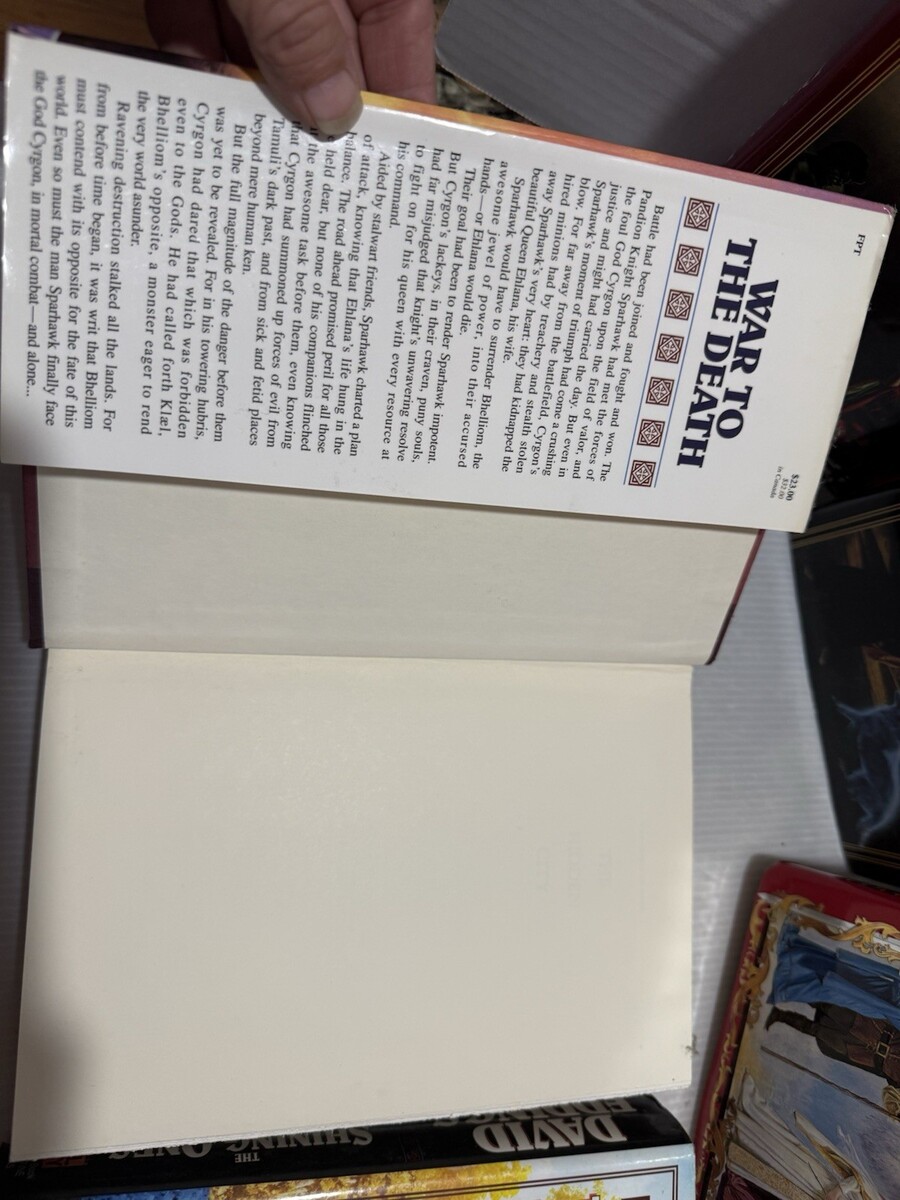 FPT
$23.00
$32.00
in Canada
WAR TO
THE DEATH
Battle had been joined and fought and won. The
Pandion Knight Sparhawk had met the forces of
the foul God Cyrgon upon the field of valor, and
justice and might had carried the day. But even in
Sparhawk's moment of triumph had come a crushing
blow. For far away from the battlefield, Cyrgon's
hired minions had by treachery and stealth stolen
away Sparhawk's very heart: they had kidnapped the
beautiful Queen Ehlana, his wife.
Sparhawk would have to surrender Bhelliom, the
awesome jewel of power, into their accursed
hands—or Ehlana would die.
Their goal had been to render Sparhawk impotent.
But Cyrgon's lackeys, in their craven, puny souls,
had far misjudged that knight's unwavering resolve
to fight on for his queen with every resource at
his command.
Aided by stalwart friends, Sparhawk charted a plan
of attack, knowing that Ehlana's life hung in the
balance. The road ahead promised peril for all those
held dear, but none of his companions flinched
the awesome task before them, even knowing
that Cyrgon had summoned up forces of evil from
Tamuli's dark past, and from sick and fetid places
beyond mere human ken.
But the full magnitude of the danger before them
was yet to be revealed. For in his towering hubris,
Cyrgon had dared that which was forbidden
even to the Gods. He had called forth Klæl,
Bhelliom's opposite, a monster eager to rend
the very world asunder.
Ravening destruction stalked all the lands. For
from before time began, it was writ that Bhelliom
must contend with its opposite for the fate of this
world. Even so must the man Sparhawk finally face
the God Cyrgon, in mortal combat—and alone...
DAVID
EDDINGS
THE
SHINING ONES